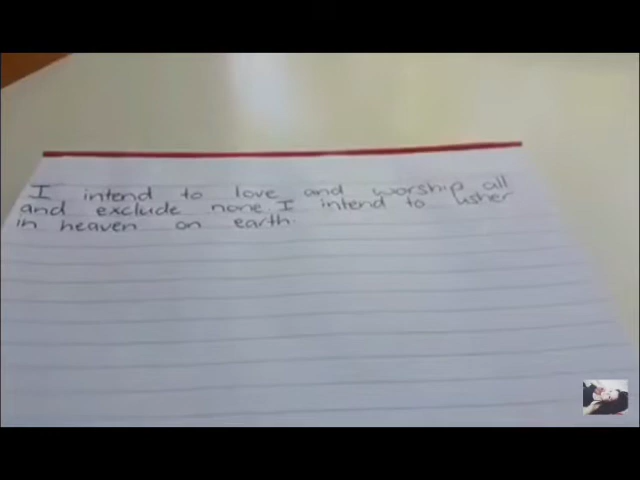 I intend to love and worship all
and exclude none. I intend to usher
in heaven on earth.